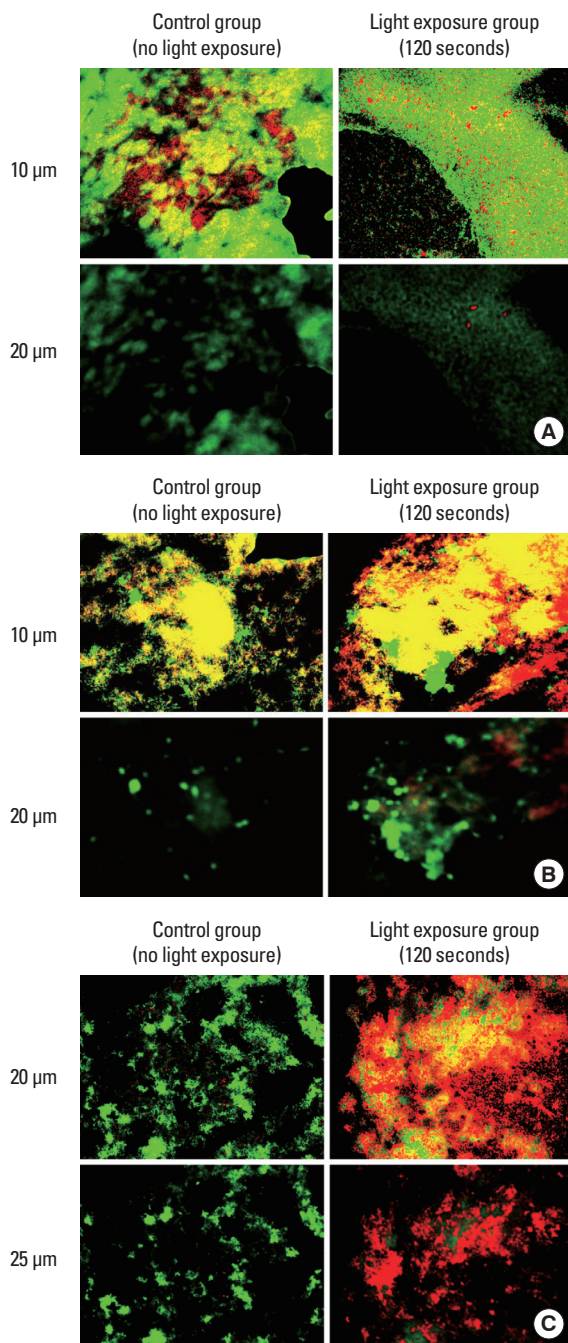 Control group Light exposure group
(no light exposure) (120 seconds)
10 µm
20 µm
A
Control group Light exposure group
(no light exposure) (120 seconds)
10 µm
20 µm
B
Control group Light exposure group
(no light exposure) (120 seconds)
20 µm
25 µm
C